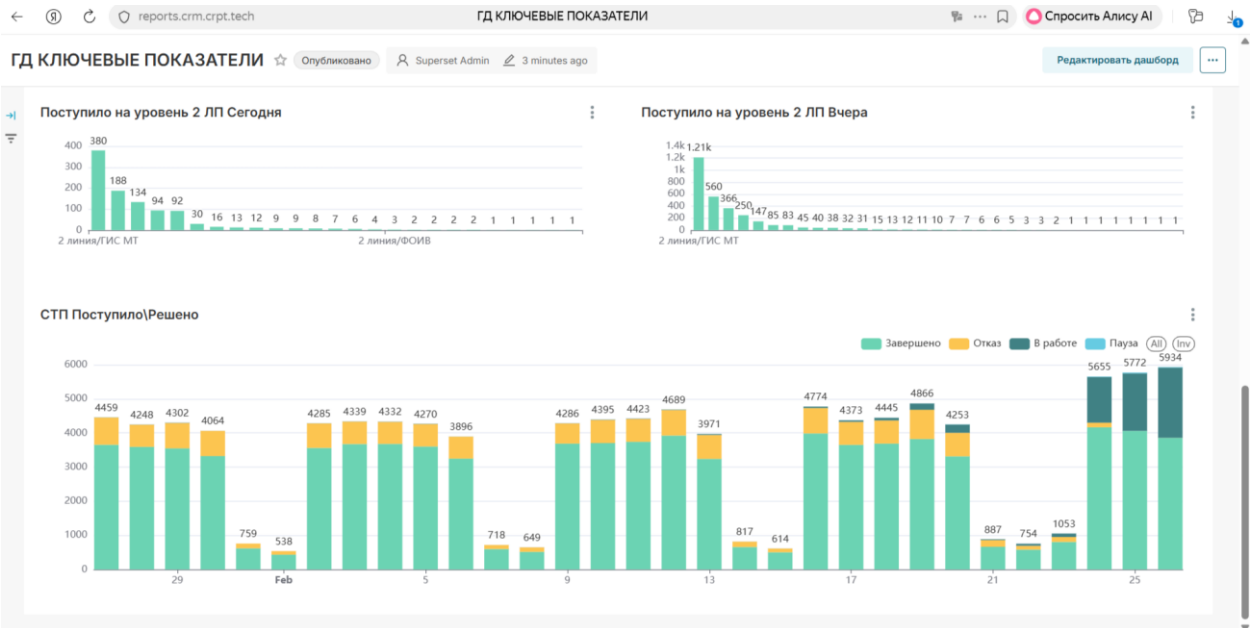 reports.crm.crpt.tech
ГД КЛЮЧЕВЫЕ ПОКАЗАТЕЛИ
Спросить Алису AI
1
ГД КЛЮЧЕВЫЕ ПОКАЗАТЕЛИ
Опубликовано
Superset Admin
3 minutes ago
Редактировать дашборд
Поступило на уровень 2 ЛП Сегодня
400 300 200 100 0
380 188 134 94 92 30 16 13 12 9 9 8 7 6 4 3 2 2 2 2 1 1 1 1 1
2 линия/ГИС МТ 2 линия/ФОИВ
Поступило на уровень 2 ЛП Вчера
1.4k 1.2k 1k 800 600 400 200 0
1.21k 560 366 250 147 85 83 45 40 38 32 31 15 13 12 11 10 7 7 6 6 5 3 3 2 1 1 1 1 1 1 1 1
2 линия/ГИС МТ
СТП Поступило\Решено
Завершено Отказ В работе Пауза All Inv
6000 5000 4000 3000 2000 1000 0
4459 4248 4302 4064 759 538 4285 4339 4332 4270 3896 718 649 4286 4395 4423 4689 3971 817 614 4774 4373 4445 4866 4253 887 754 1053 5655 5772 5934
29 Feb 5 9 13 17 21 25